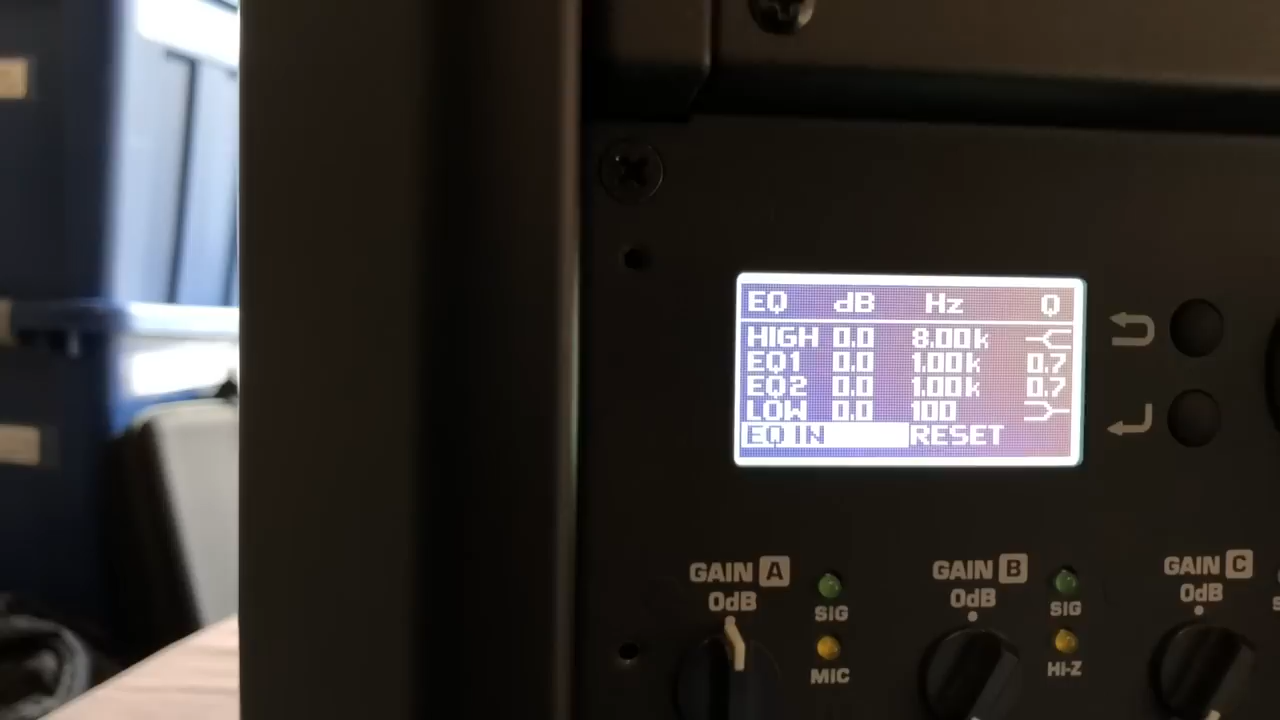 EQ dB Hz Q
HIGH 0.0 8.00k
EQ1 0.0 1.00k 0.7
EQ2 0.0 1.00k 0.7
LOW 0.0 100
EQ IN RESET
GAIN A
0dB
SIG
MIC
GAIN B
0dB
SIG
HI-Z
GAIN C
0dB